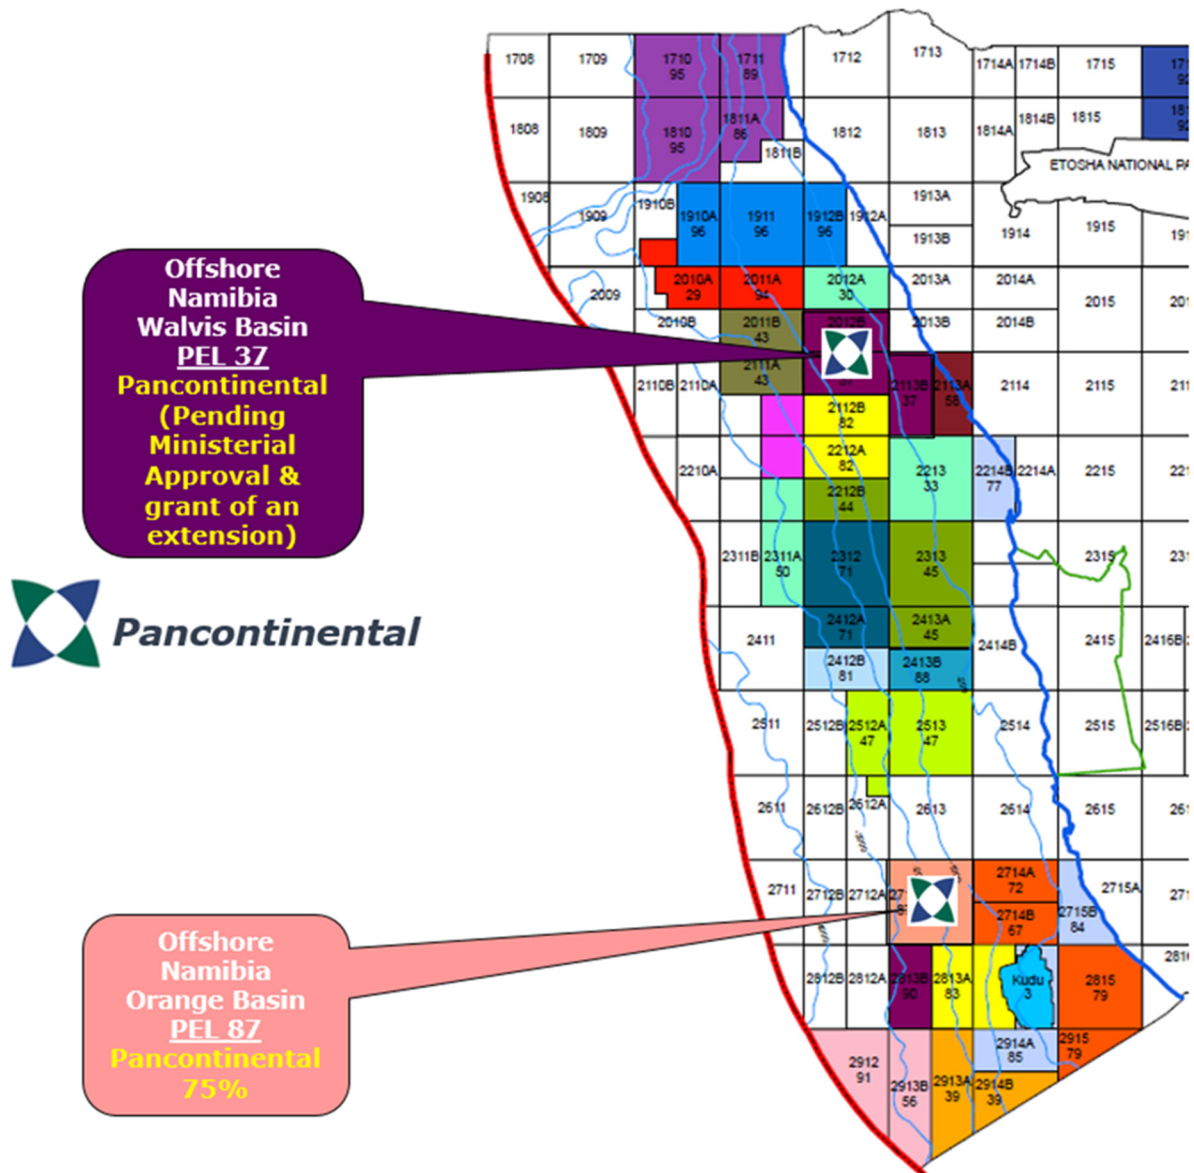 1708 1709 1710 1711 1712 1713 1714A 1714B 1715
95 89
1808 1809 1810 1811A 1812 1813 1814A 1814B 1815
95 86
1811B
ETOSHA NATIONAL PA
1908 1909 1910B 1910A 1911 1912B 1912A 1913A 1914 1915
96 96 96
1913B
2009 2010A 2011A 2012A 2013A 2014A 2015
29 94 30
2010B 2011B 2012B 2013B 2014B
43
Offshore
Namibia
Walvis Basin
PEL 37
Pancontinental
(Pending
Ministerial
Approval &
grant of an
extension)
2110B 2110A 2111A 2113B 2113A 2114 2115
43 37 37 58
2112B
82
2210A 2212A 2213 2214B 2214A 2215
82 33 77
2212B
44
2311B 2311A 2312 2313 2315
50 71 45
Pancontinental
2411 2412A 2413A 2414B 2415 2416B
71 45
2412B 2413B
81 88
2511 2512B 2512A 2513 2514 2515 2516B
47 47
2611 2612B 2612A 2613 2614 2615
2711 2712B 2712A 2714A 2715A
72
2714B 2715B
67 84
Offshore
Namibia
Orange Basin
PEL 87
Pancontinental
75%
2812B 2812A 2813B 2813A Kudu 2815
90 83 3 79
2912 2913B 2913A 2914A 2915
91 56 39 85 79
2914B
39